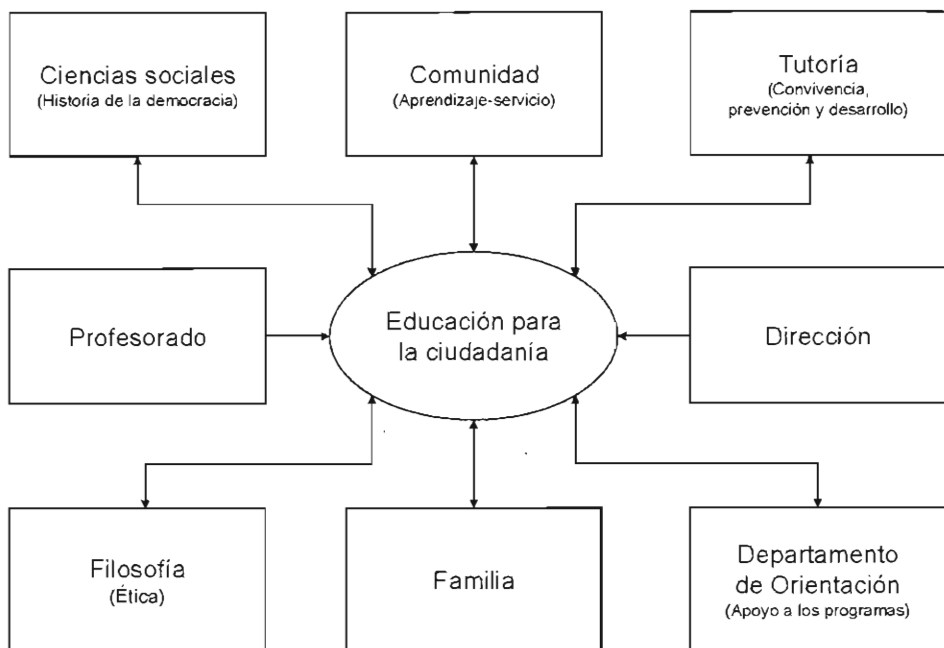 Ciencias sociales
(Historia de la democracia)
Comunidad
(Aprendizaje-servicio)
Tutoría
(Convivencia,
prevención y desarrollo)
Profesorado
Educación para
la ciudadanía
Dirección
Filosofía
(Ética)
Familia
Departamento
de Orientación
(Apoyo a los programas)